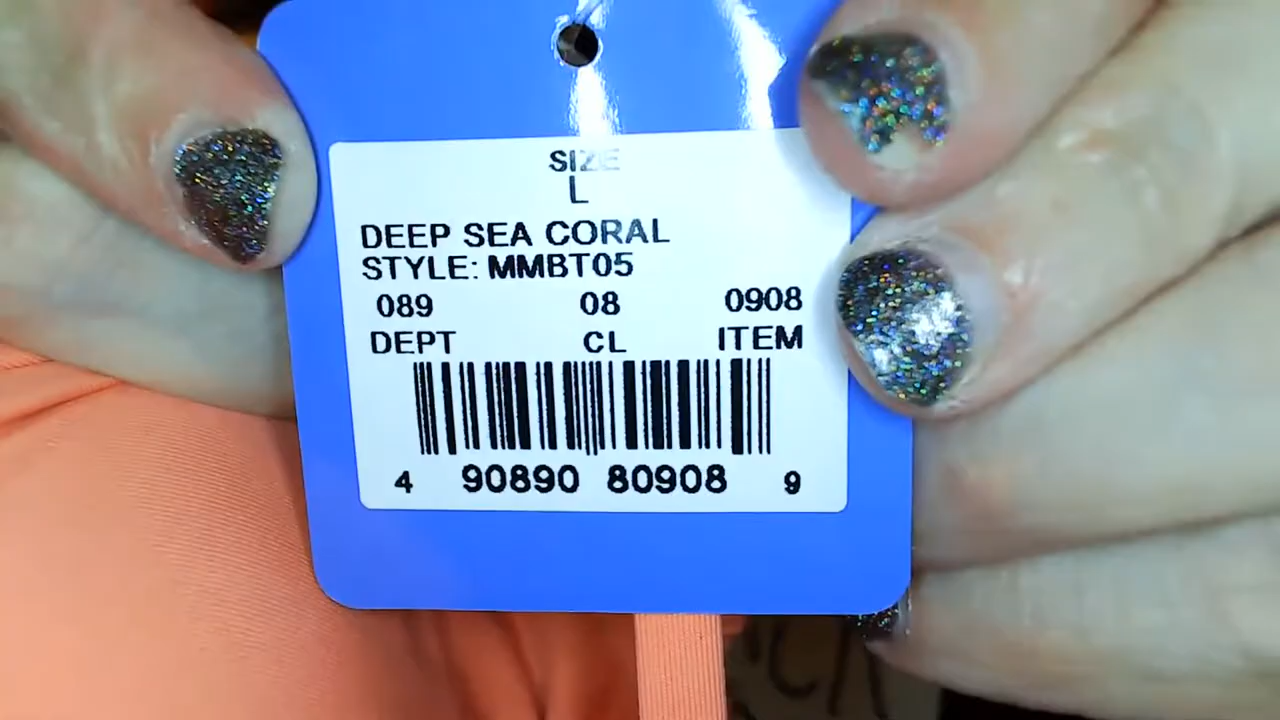 SIZE
L
DEEP SEA CORAL
STYLE: MMBT05
089 08 0908
DEPT CL ITEM
4 90890 80908 9